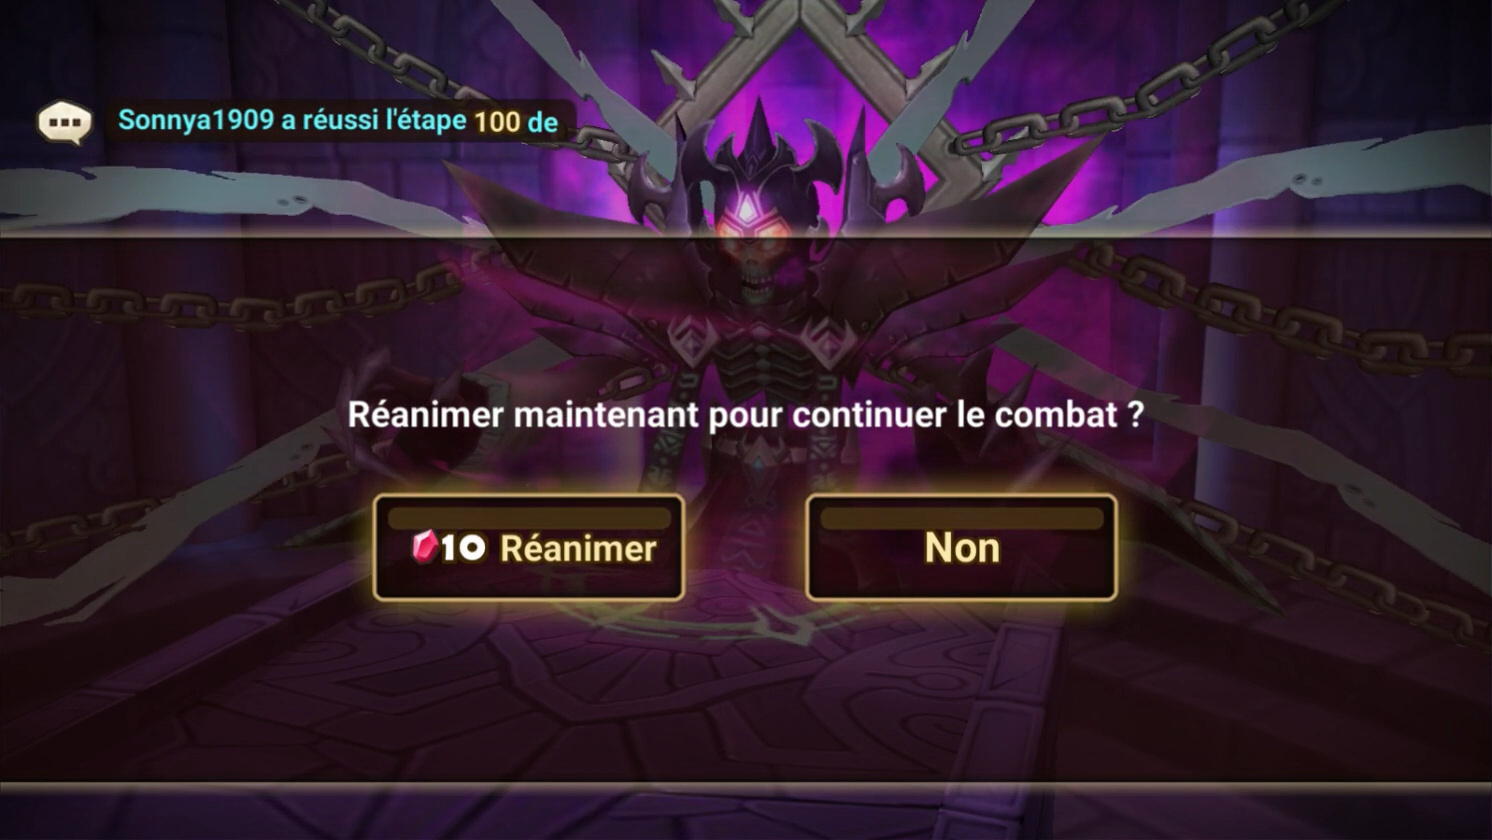 Sonnya1909 a réussi l'étape 100 de
Réanimer maintenant pour continuer le combat ?
10 Réanimer
Non